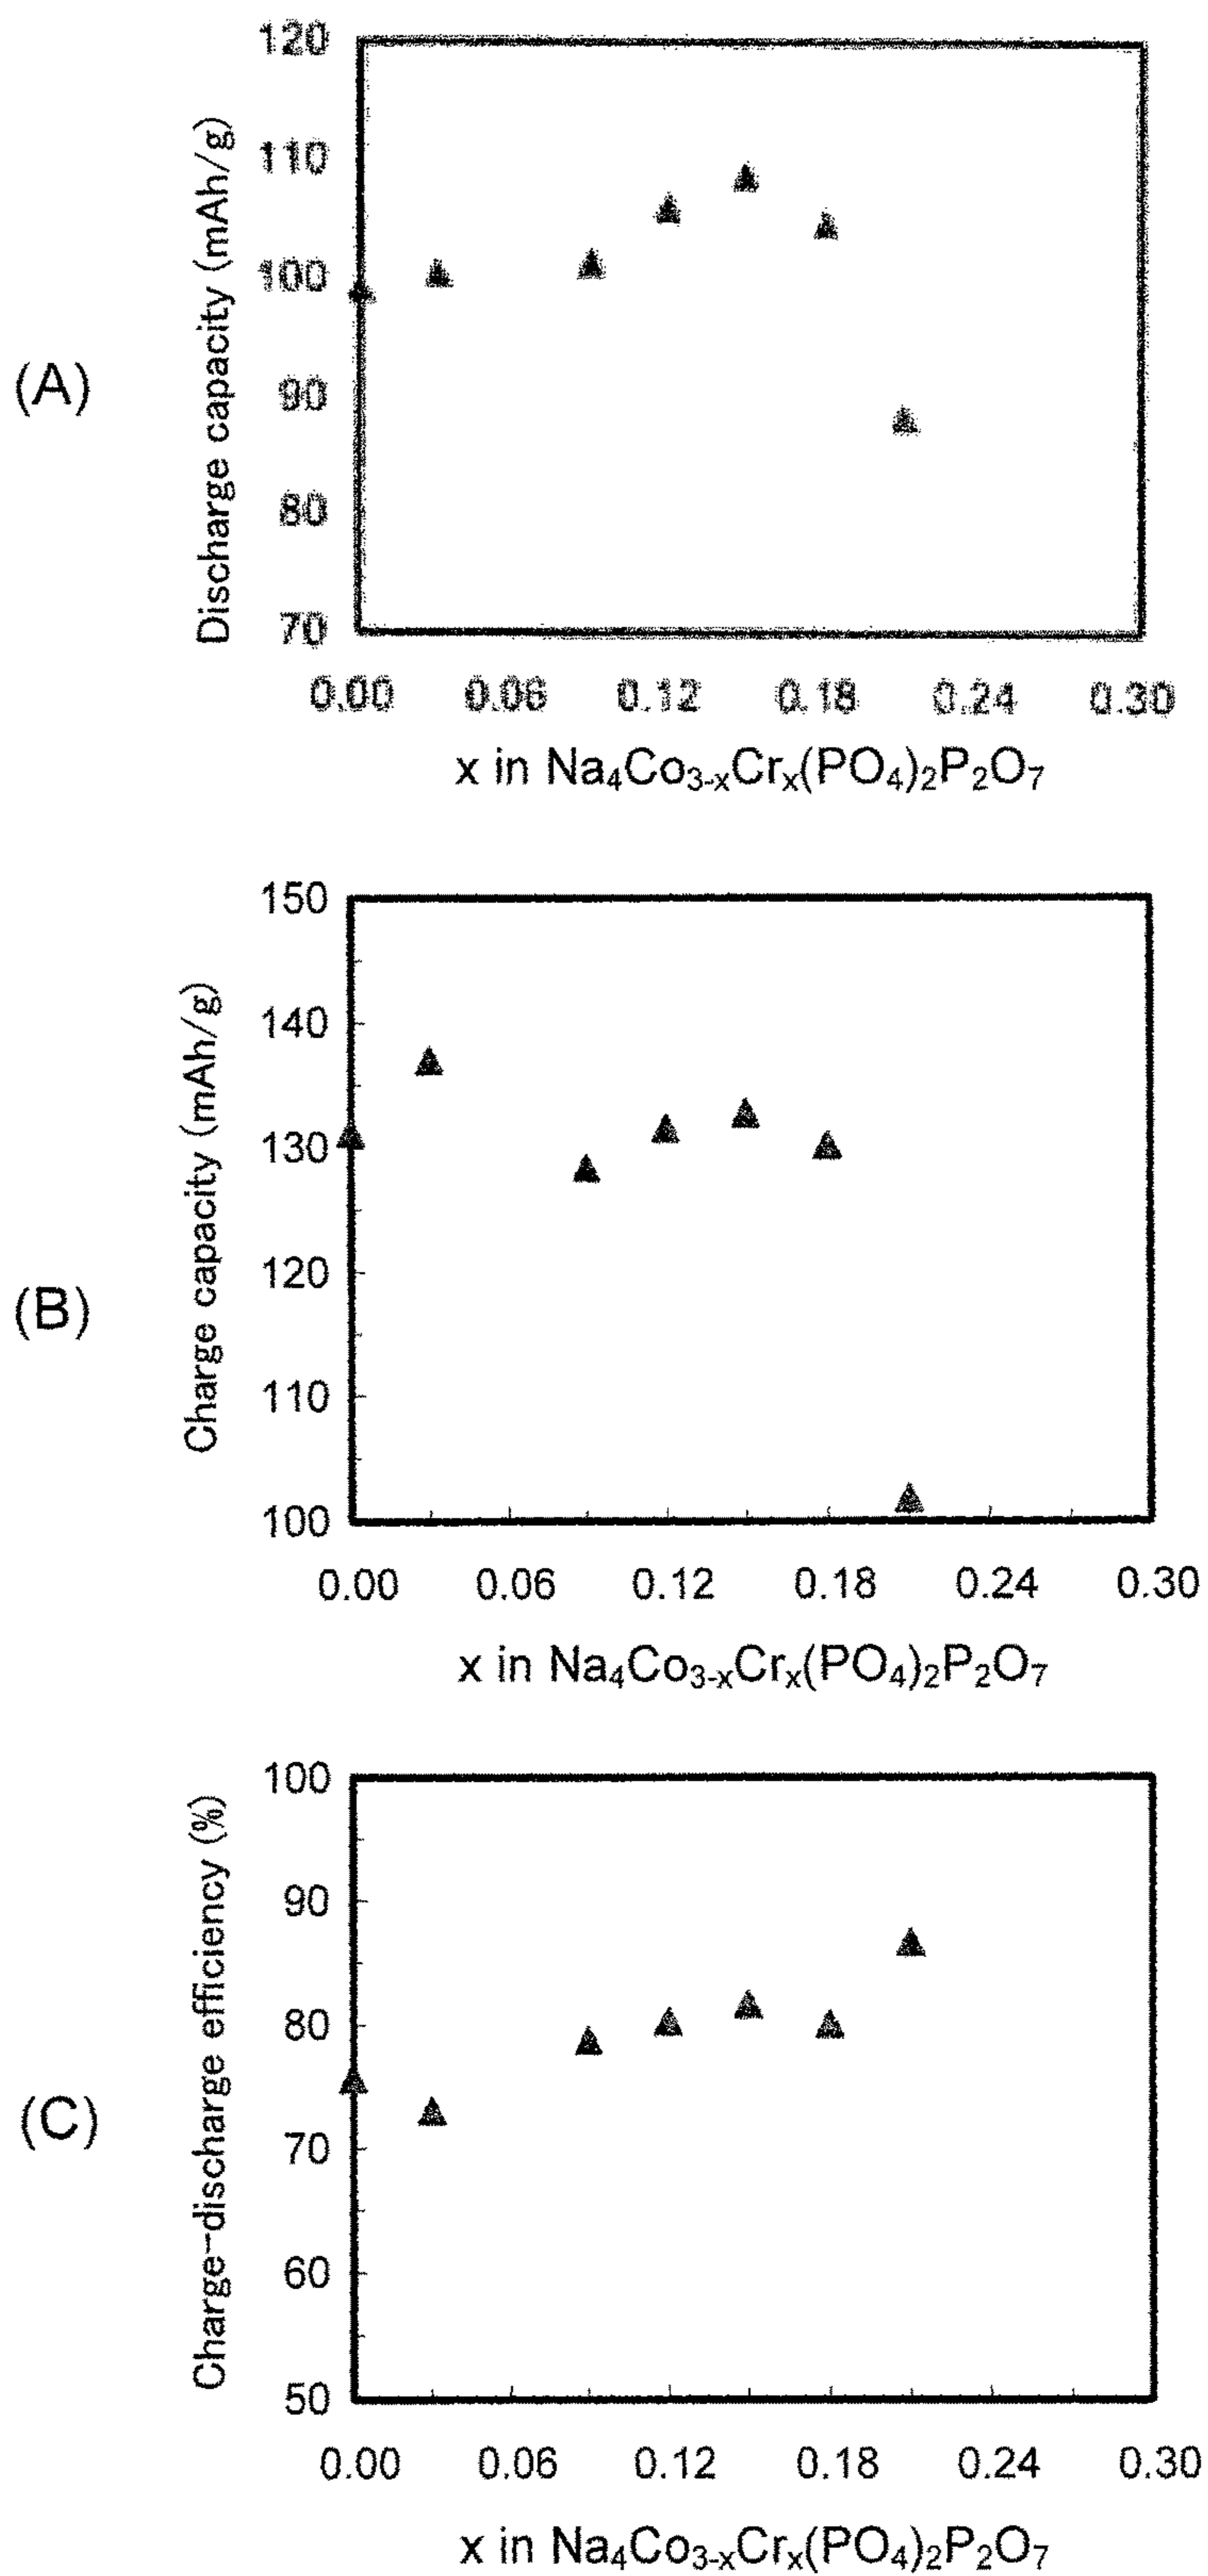 120
110
100
90
80
70
Discharge capacity (mAh/g)
(A)
0.00 0.06 0.12 0.18 0.24 0.30
x in Na₄Co₃₋ₓCrₓ(PO₄)₂P₂O₇
150
140
130
120
110
100
Charge capacity (mAh/g)
(B)
0.00 0.06 0.12 0.18 0.24 0.30
x in Na₄Co₃₋ₓCrₓ(PO₄)₂P₂O₇
100
90
80
70
60
50
Charge-discharge efficiency (%)
(C)
0.00 0.06 0.12 0.18 0.24 0.30
x in Na₄Co₃₋ₓCrₓ(PO₄)₂P₂O₇